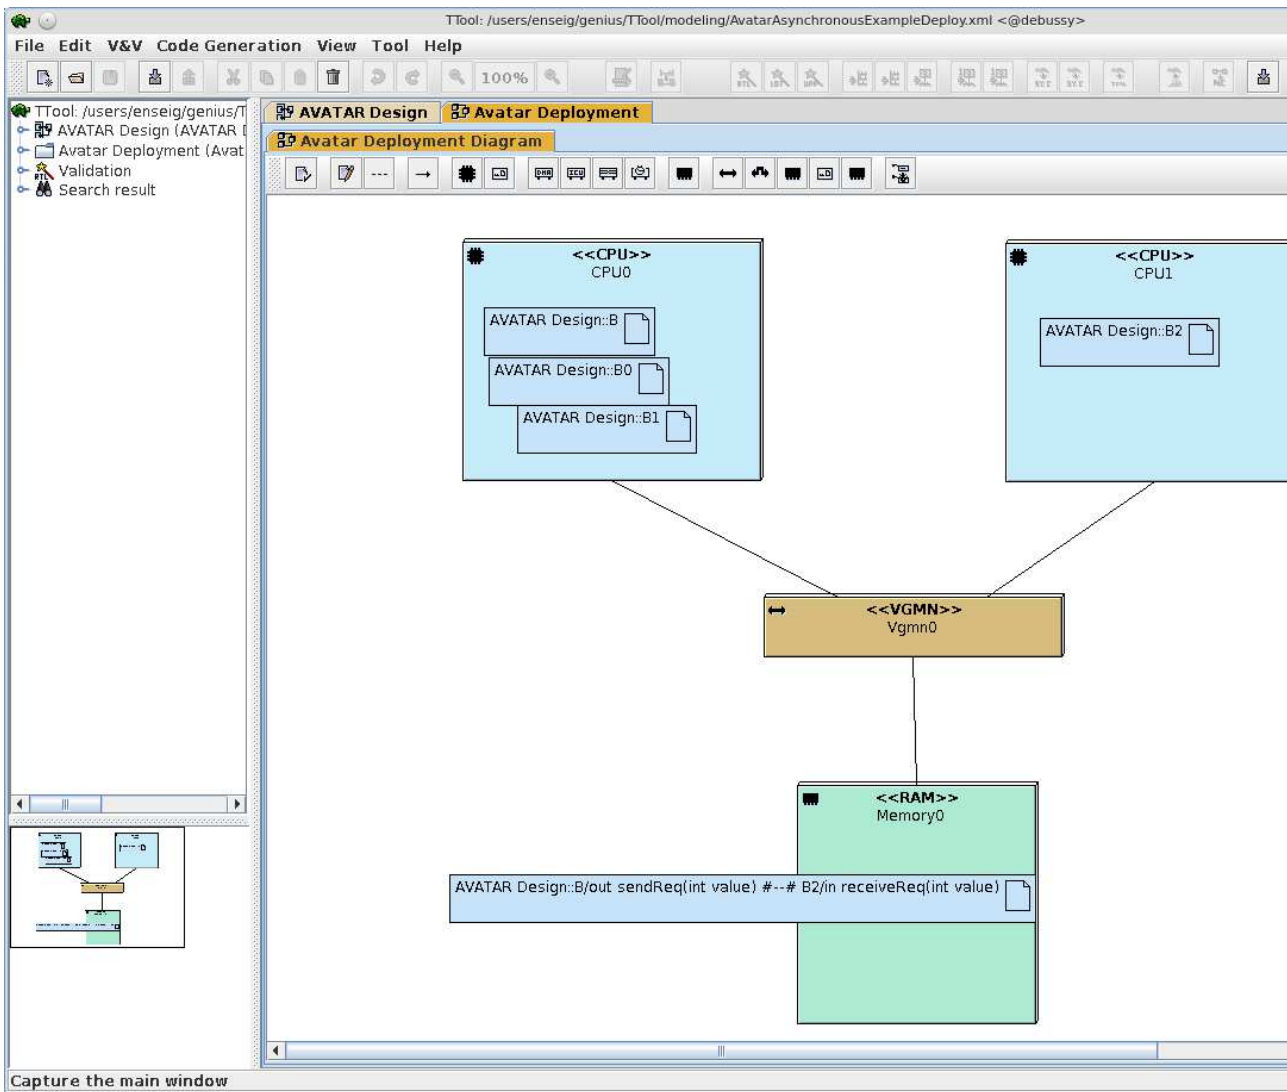 TTool: /users/enseig/genius/TTool/modeling/AvatarAsynchronousExampleDeploy.xml <@debussy>
File Edit V&V Code Generation View Tool Help
100%
TTool: /users/enseig/genius/T
AVATAR Design (AVATAR D
Avatar Deployment (Avat
Validation
Search result
AVATAR Design
Avatar Deployment
Avatar Deployment Diagram
<<CPU>>
CPU0
AVATAR Design::B
AVATAR Design::B0
AVATAR Design::B1
<<CPU>>
CPU1
AVATAR Design::B2
<<VGMN>>
Vgmn0
<<RAM>>
Memory0
AVATAR Design::B/out sendReq(int value) #--# B2/in receiveReq(int value)
Capture the main window